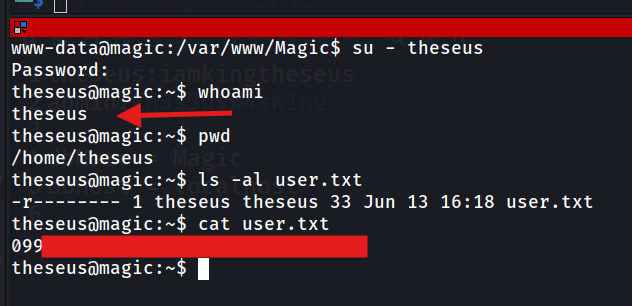 www-data@magic:/var/www/Magic$ su - theseus
Password:
theseus@magic:~$ whoami
theseus
theseus@magic:~$ pwd
/home/theseus
theseus@magic:~$ ls -al user.txt
-r-------- 1 theseus theseus 33 Jun 13 16:18 user.txt
theseus@magic:~$ cat user.txt
099
theseus@magic:~$